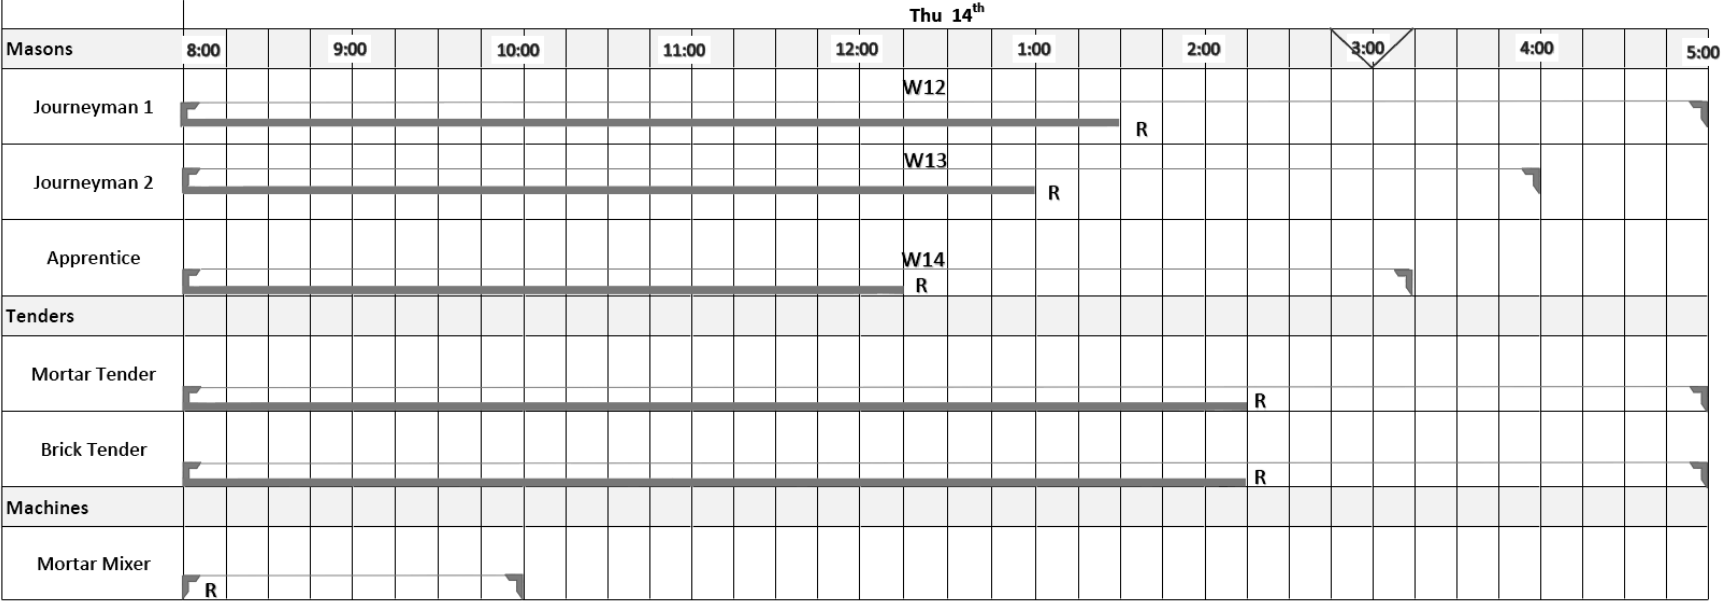 Thu 14th
Masons 8:00 9:00 10:00 11:00 12:00 1:00 2:00 3:00 4:00 5:00
W12
Journeyman 1
R
W13
Journeyman 2
R
Apprentice
W14
R
Tenders
Mortar Tender
R
Brick Tender
R
Machines
Mortar Mixer
R